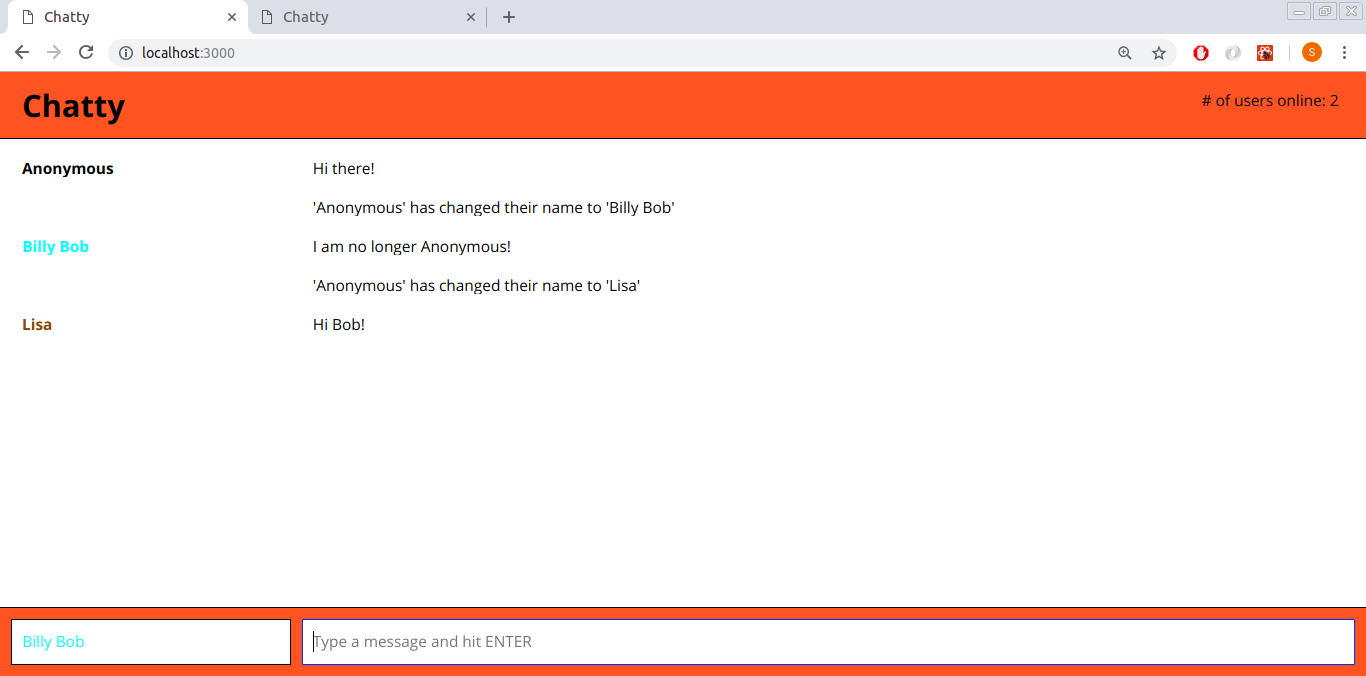 Chatty
Chatty
localhost:3000
S
Chatty
# of users online: 2
Anonymous
Hi there!
'Anonymous' has changed their name to 'Billy Bob'
Billy Bob
I am no longer Anonymous!
'Anonymous' has changed their name to 'Lisa'
Lisa
Hi Bob!
Billy Bob
Type a message and hit ENTER